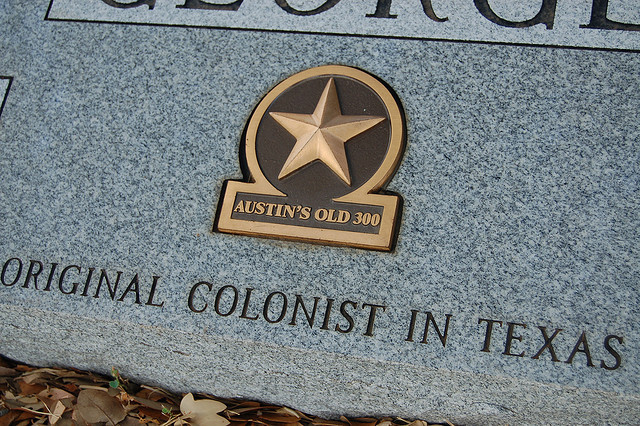 AUSTIN'S OLD 300
ORIGINAL COLONIST IN TEXAS